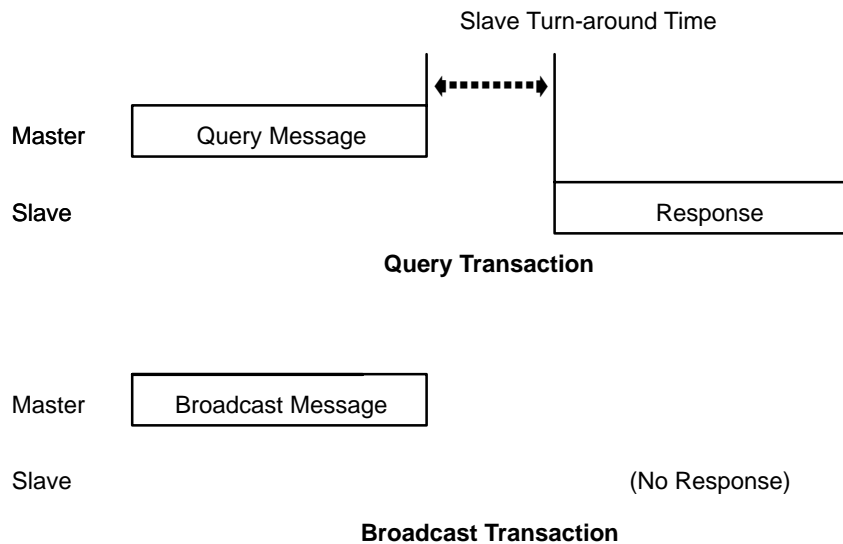 Slave Turn-around Time
Master Query Message
Slave Response
Query Transaction
Master Broadcast Message
Slave (No Response)
Broadcast Transaction